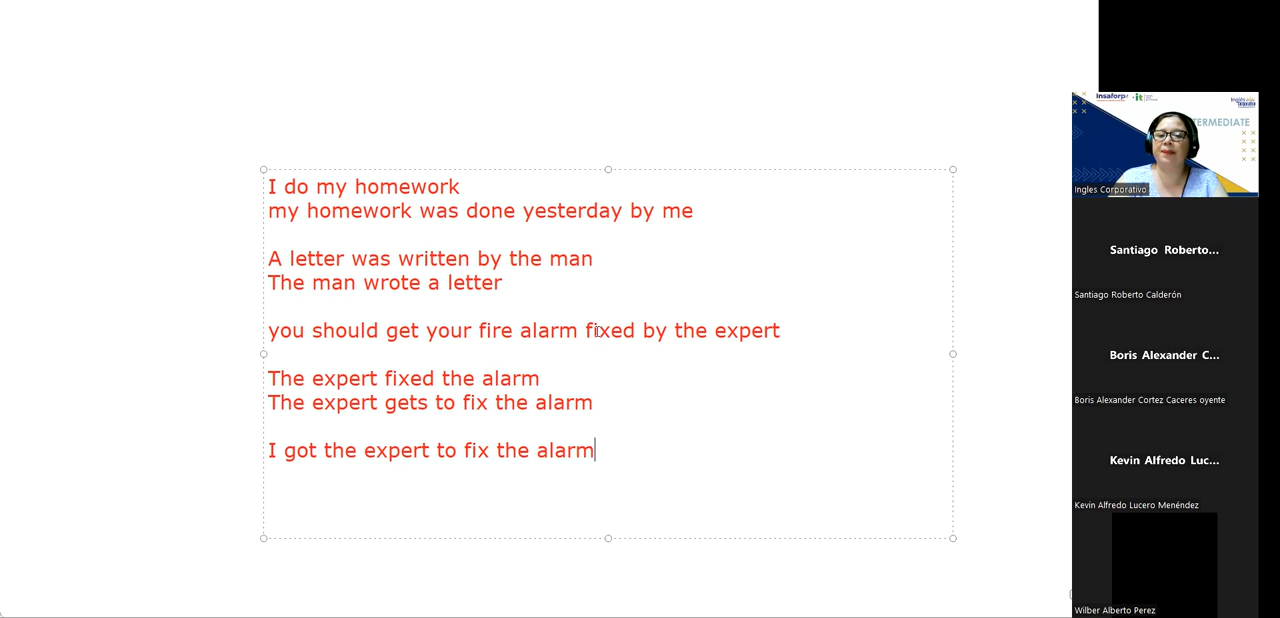 I do my homework
my homework was done yesterday by me
A letter was written by the man
The man wrote a letter
you should get your fire alarm fixed by the expert
The expert fixed the alarm
The expert gets to fix the alarm
I got the expert to fix the alarm
insaforp
it
TERMEDIATE
Ingles Corporativo
Santiago Roberto...
Santiago Roberto Calderón
Boris Alexander C...
Boris Alexander Cortez Caceres oyente
Kevin Alfredo Luc...
Kevin Alfredo Lucero Menéndez
Wilber Alberto Perez